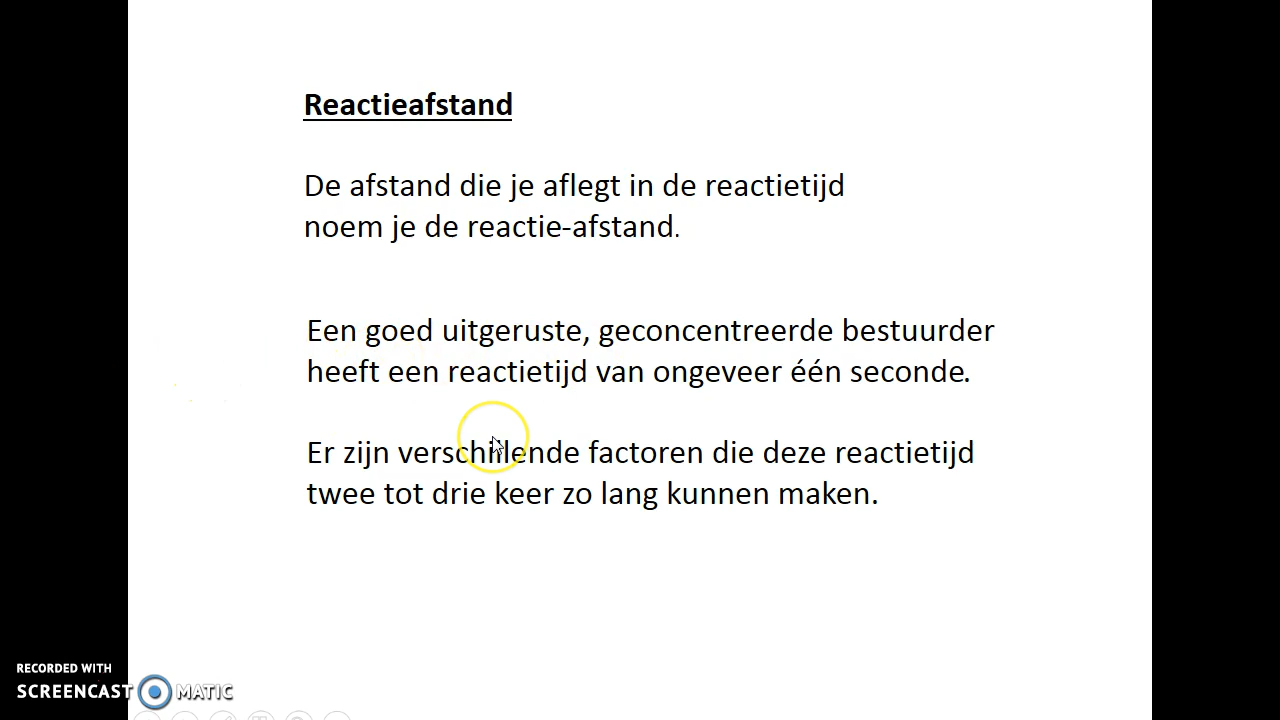 Reactieafstand
De afstand die je aflegt in de reactietijd
noem je de reactie-afstand.
Een goed uitgeruste, geconcentreerde bestuurder
heeft een reactietijd van ongeveer één seconde.
Er zijn verschillende factoren die deze reactietijd
twee tot drie keer zo lang kunnen maken.
RECORDED WITH
SCREENCAST MATIC